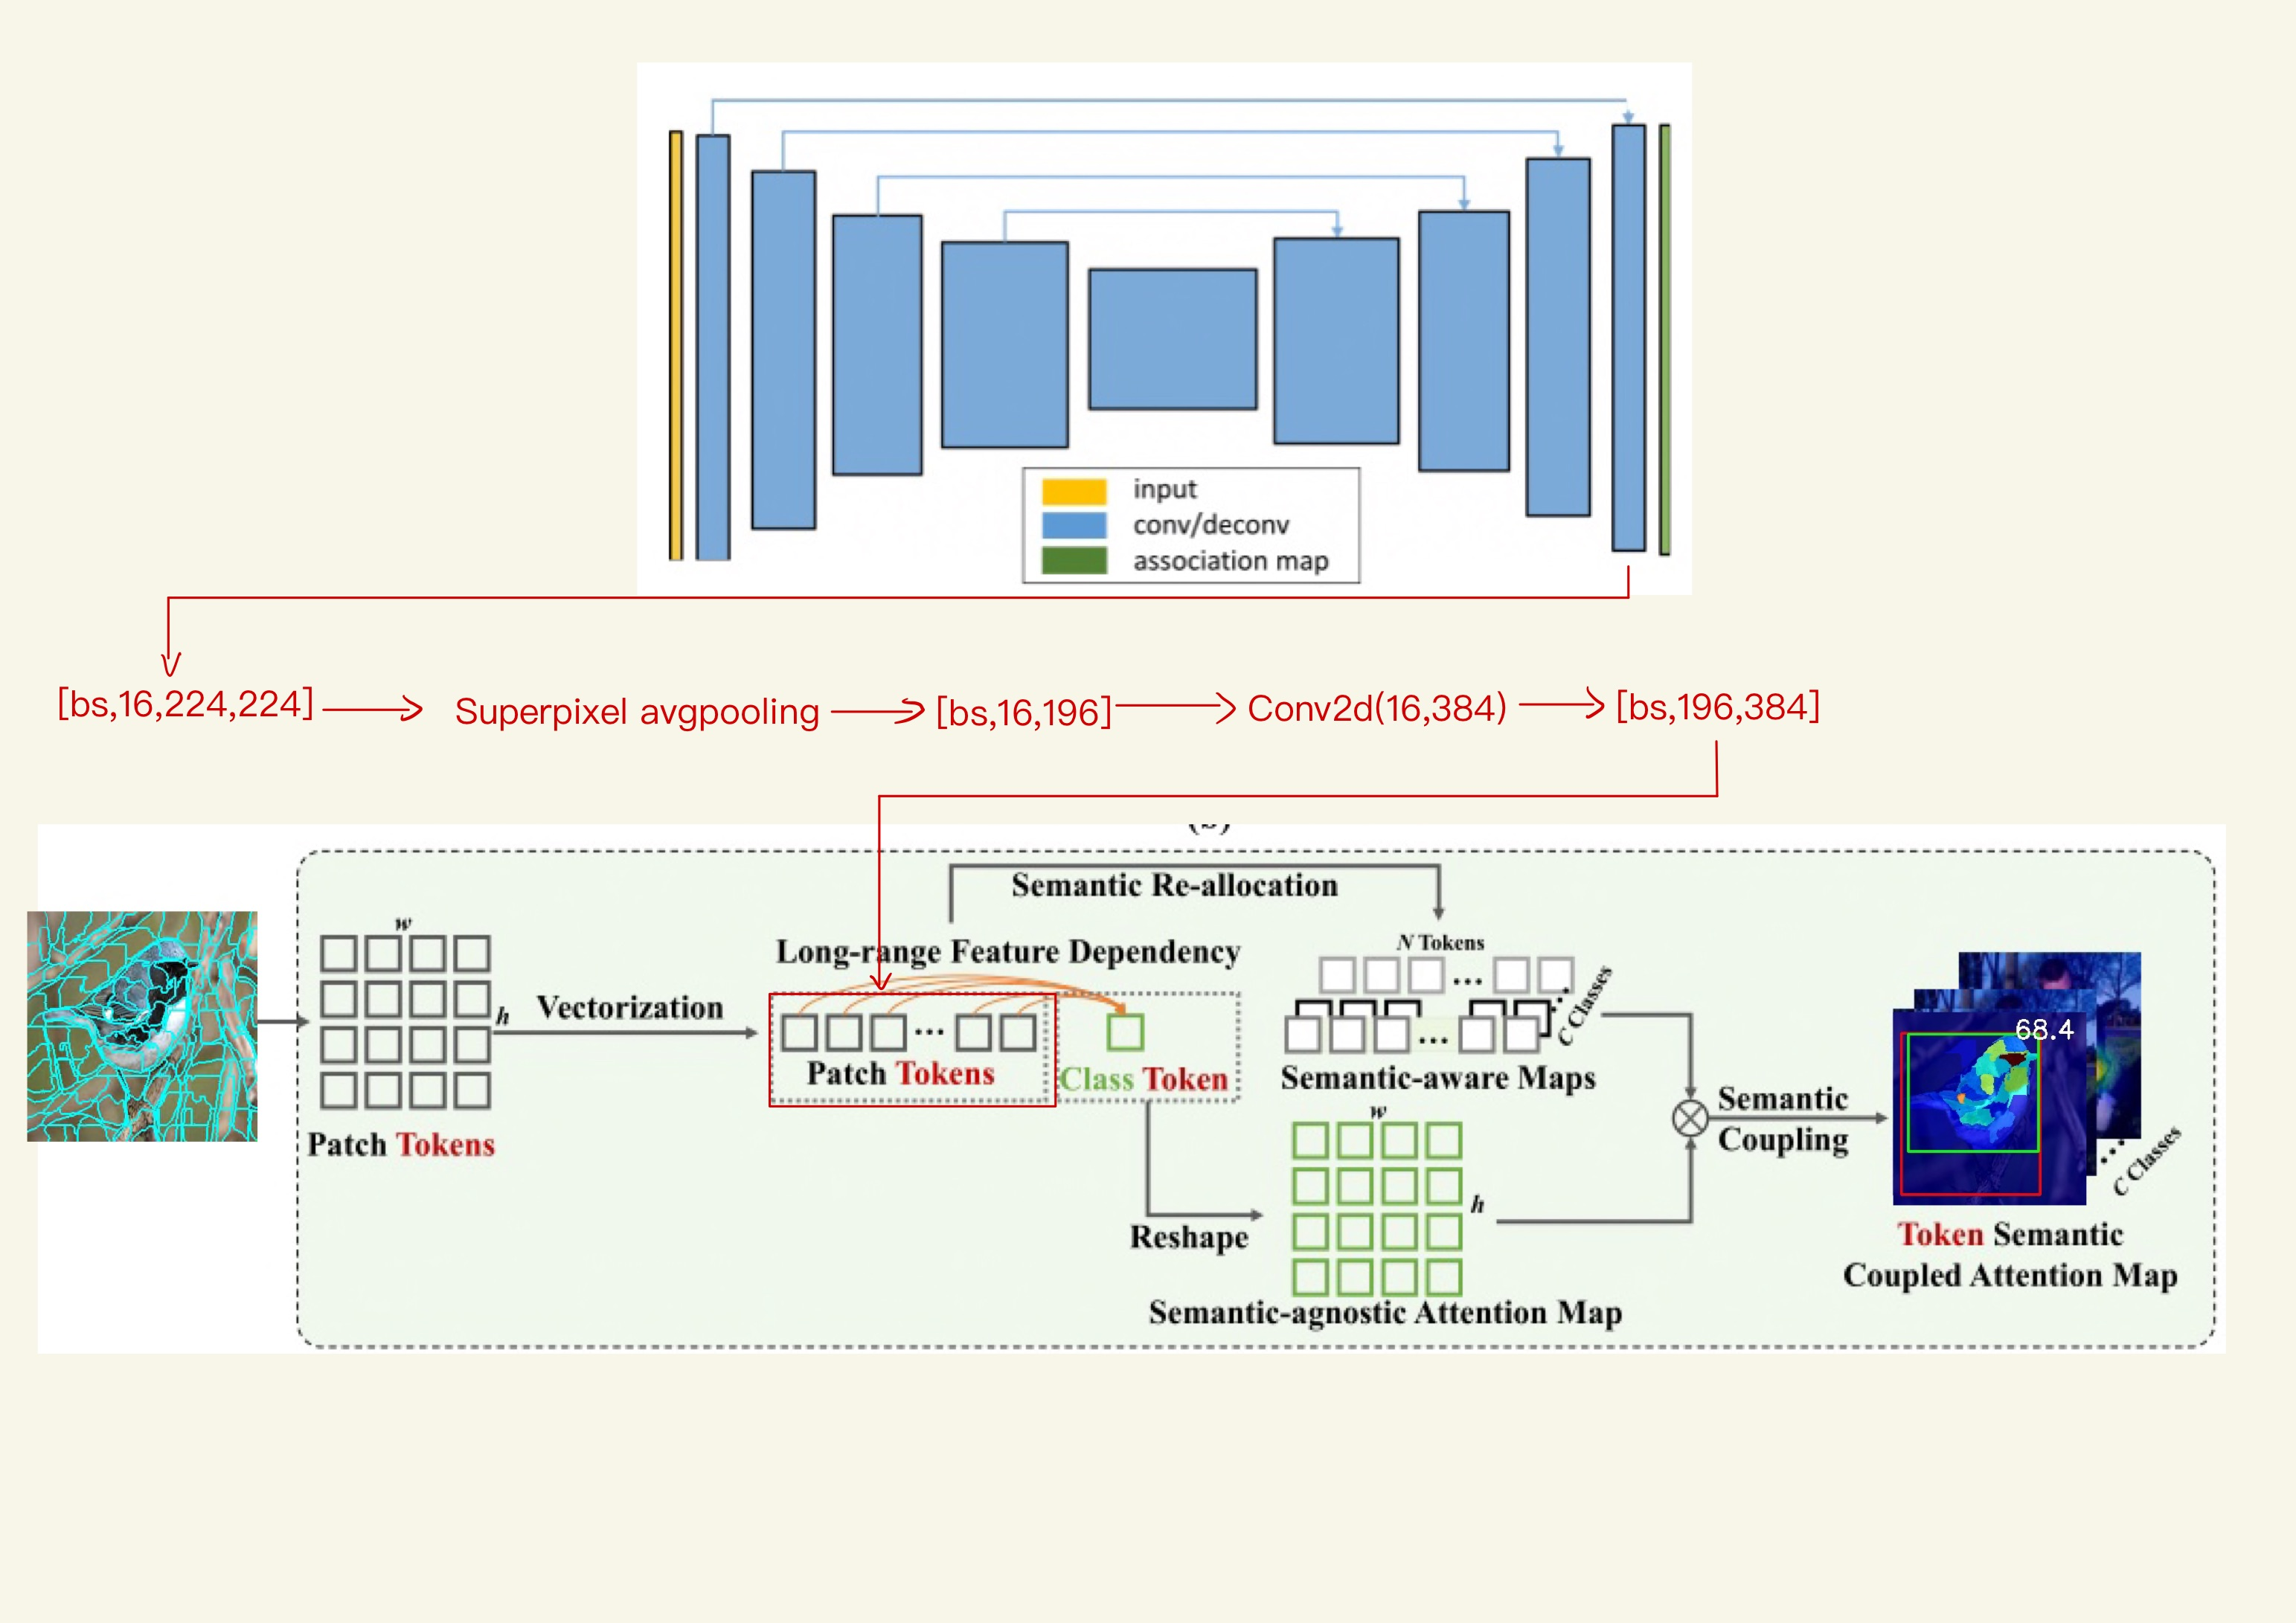 input
conv/deconv
association map
[bs,16,224,224]
Superpixel avgpooling
[bs,16,196]
Conv2d(16,384)
[bs,196,384]
Semantic Re-allocation
w
N Tokens
Long-range Feature Dependency
h
Vectorization
C Classes
Patch Tokens
Class Token
Semantic-aware Maps
68.4
Patch Tokens
w
Semantic
Coupling
C Classes
h
Reshape
Token Semantic
Coupled Attention Map
Semantic-agnostic Attention Map